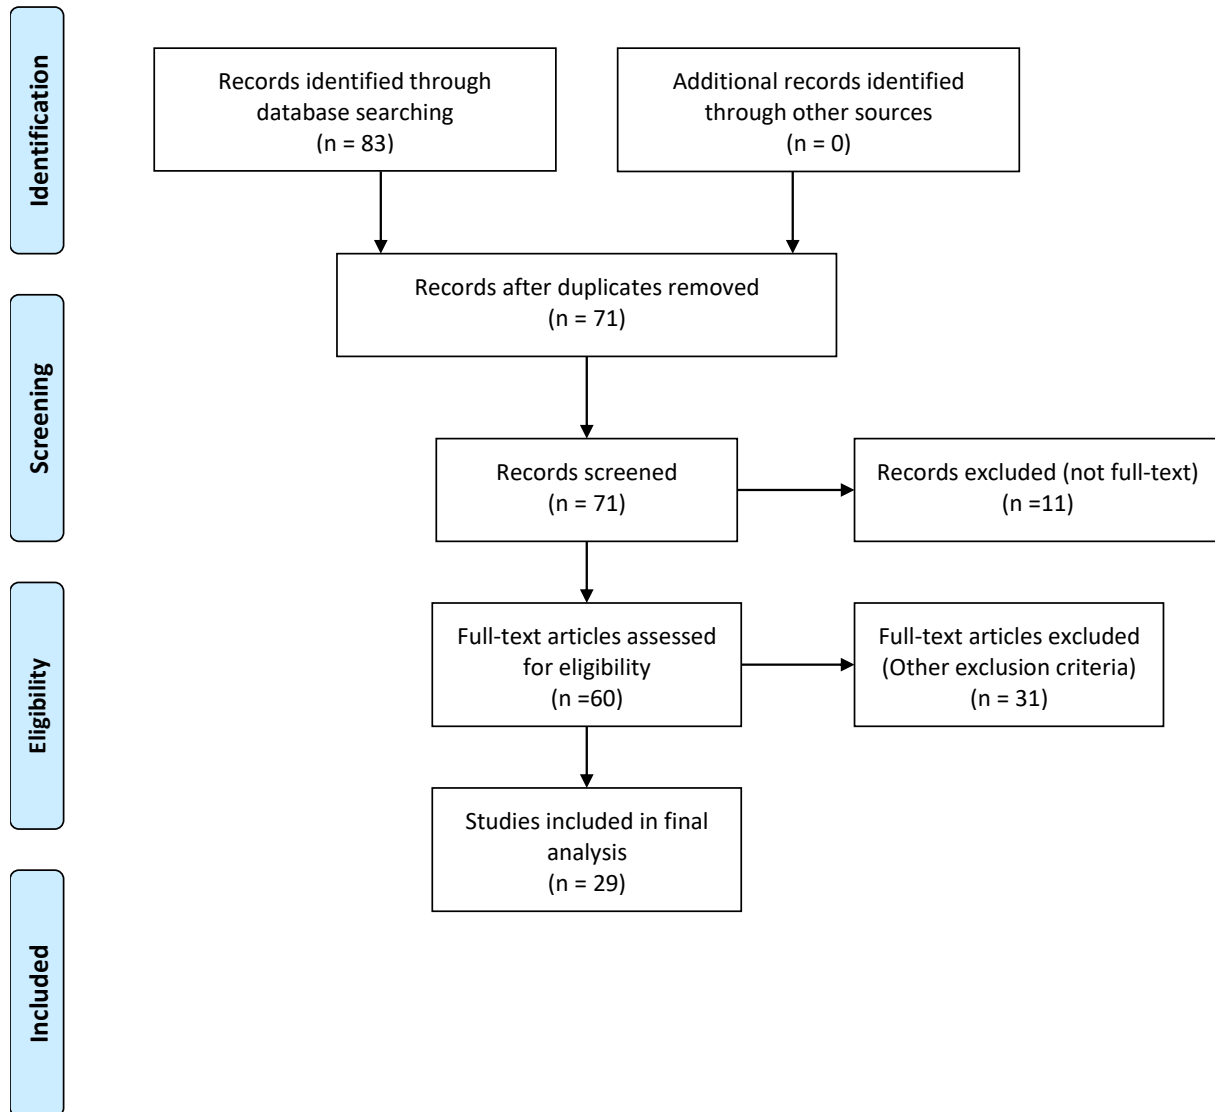 Identification
Records identified through
database searching
(n = 83)
Additional records identified
through other sources
(n = 0)
Records after duplicates removed
(n = 71)
Screening
Records screened
(n = 71)
Records excluded (not full-text)
(n =11)
Eligibility
Full-text articles assessed
for eligibility
(n =60)
Full-text articles excluded
(Other exclusion criteria)
(n = 31)
Studies included in final
analysis
(n = 29)
Included